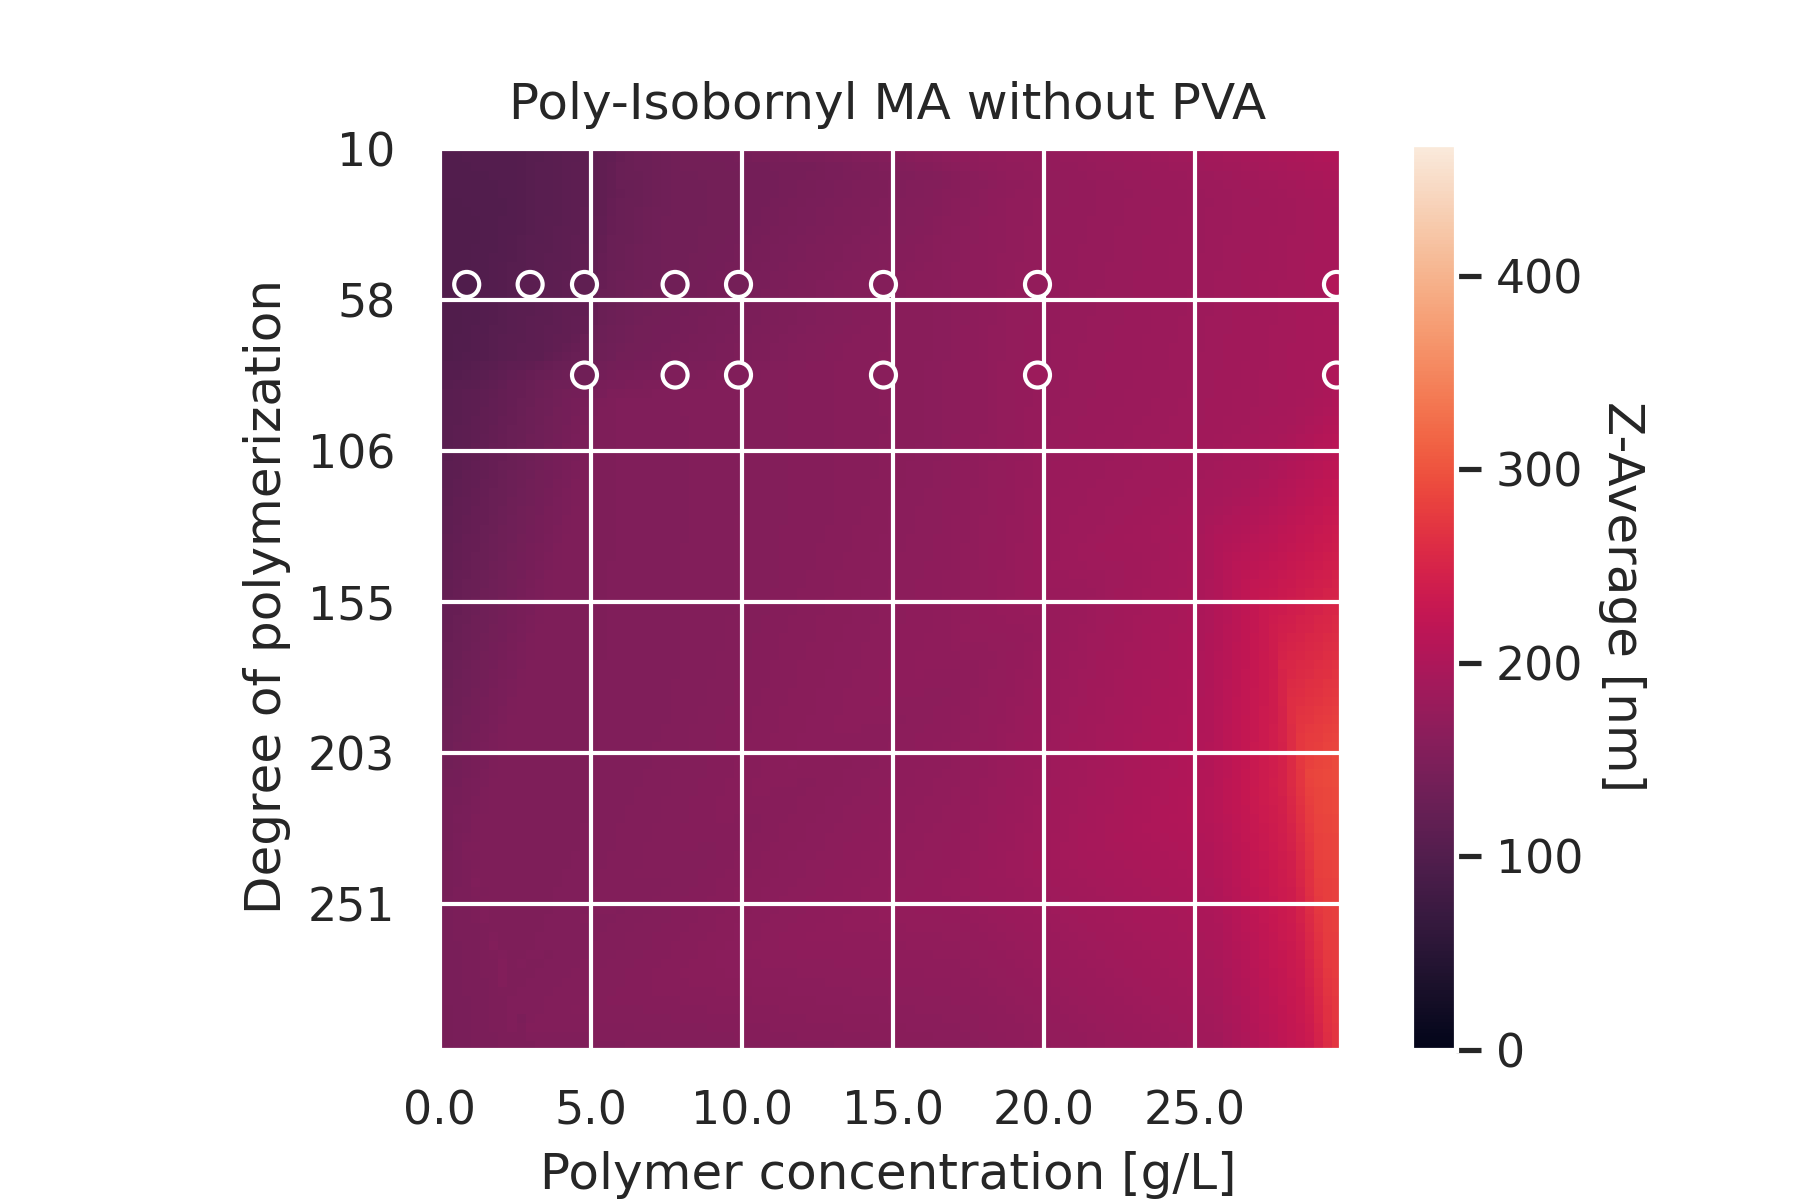 Poly-Isobornyl MA without PVA
10
58
106
155
203
251
Degree of polymerization
0.0 5.0 10.0 15.0 20.0 25.0
Polymer concentration [g/L]
400
300
200
100
0
Z-Average [nm]